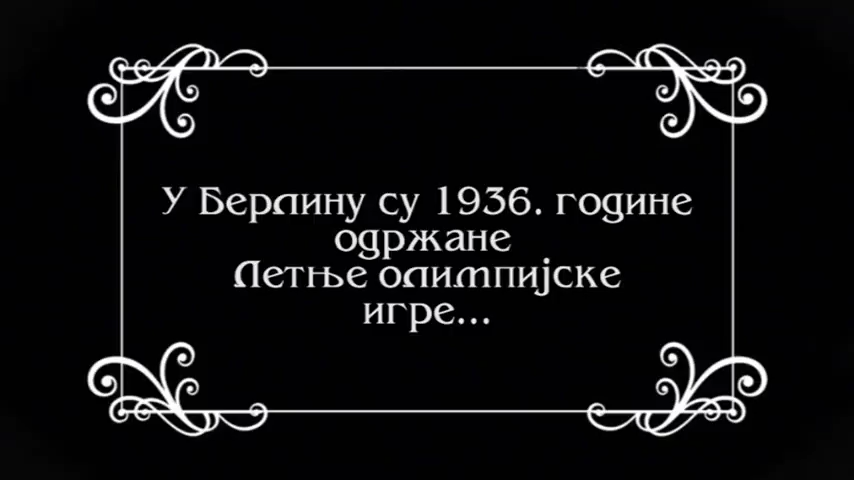 У Берлину су 1936. године
одржане
Летње олимпијске
игре...